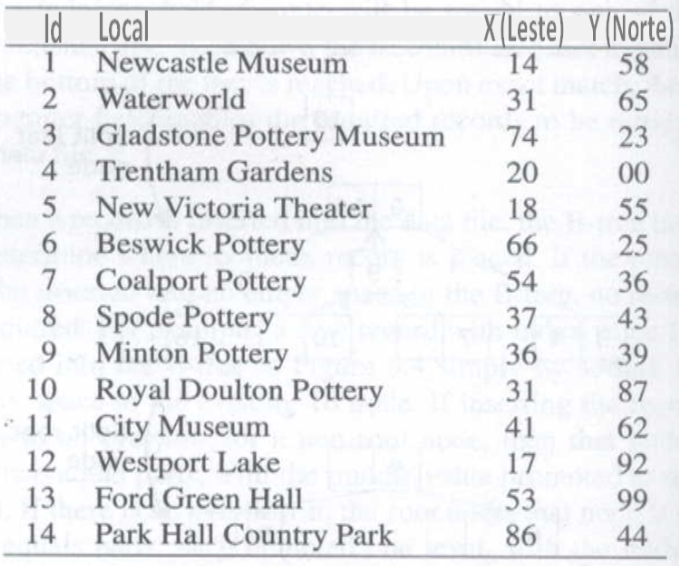 Id Local X (Leste) Y (Norte)
1 Newcastle Museum 14 58
2 Waterworld 31 65
3 Gladstone Pottery Museum 74 23
4 Trentham Gardens 20 00
5 New Victoria Theater 18 55
6 Beswick Pottery 66 25
7 Coalport Pottery 54 36
8 Spode Pottery 37 43
9 Minton Pottery 36 39
10 Royal Doulton Pottery 31 87
11 City Museum 41 62
12 Westport Lake 17 92
13 Ford Green Hall 53 99
14 Park Hall Country Park 86 44